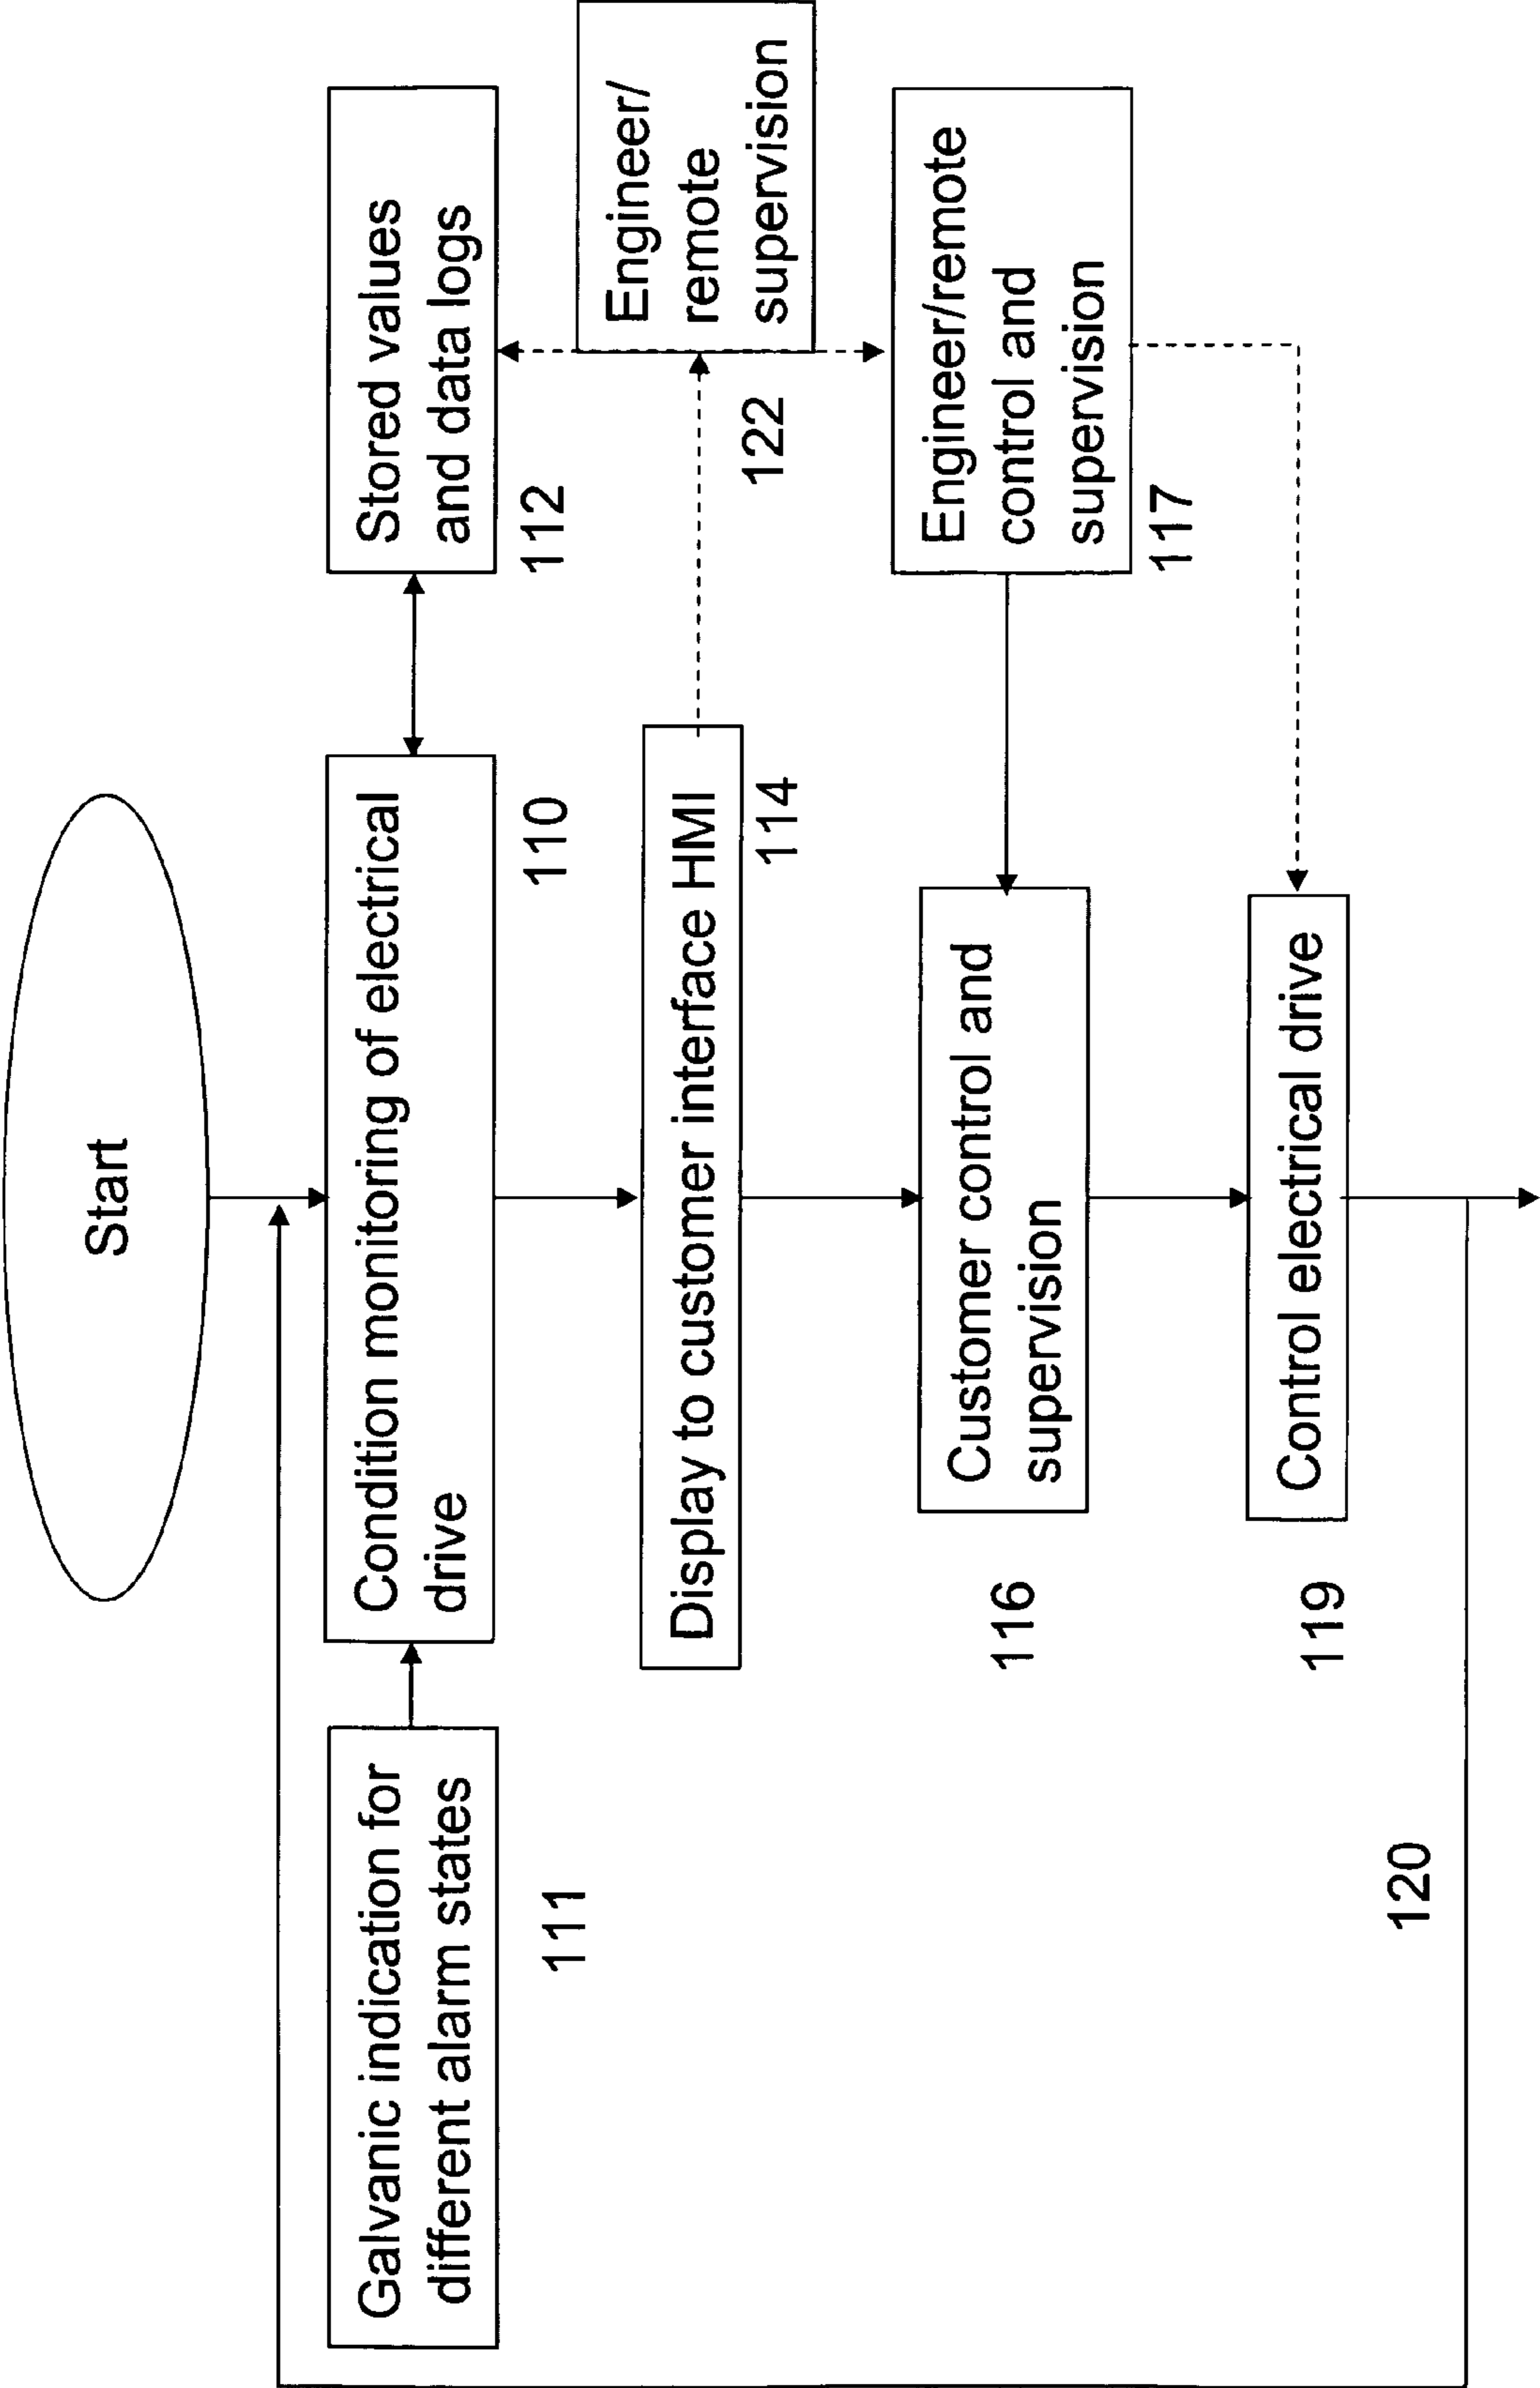 Start
Galvanic indication for
different alarm states
111
Condition monitoring of electrical
drive
110
Stored values
and data logs
112
Display to customer interface HMI
114
Engineer/
remote
supervision
122
Customer control and
supervision
116
Engineer/remote
control and
supervision
117
Control electrical drive
119
120